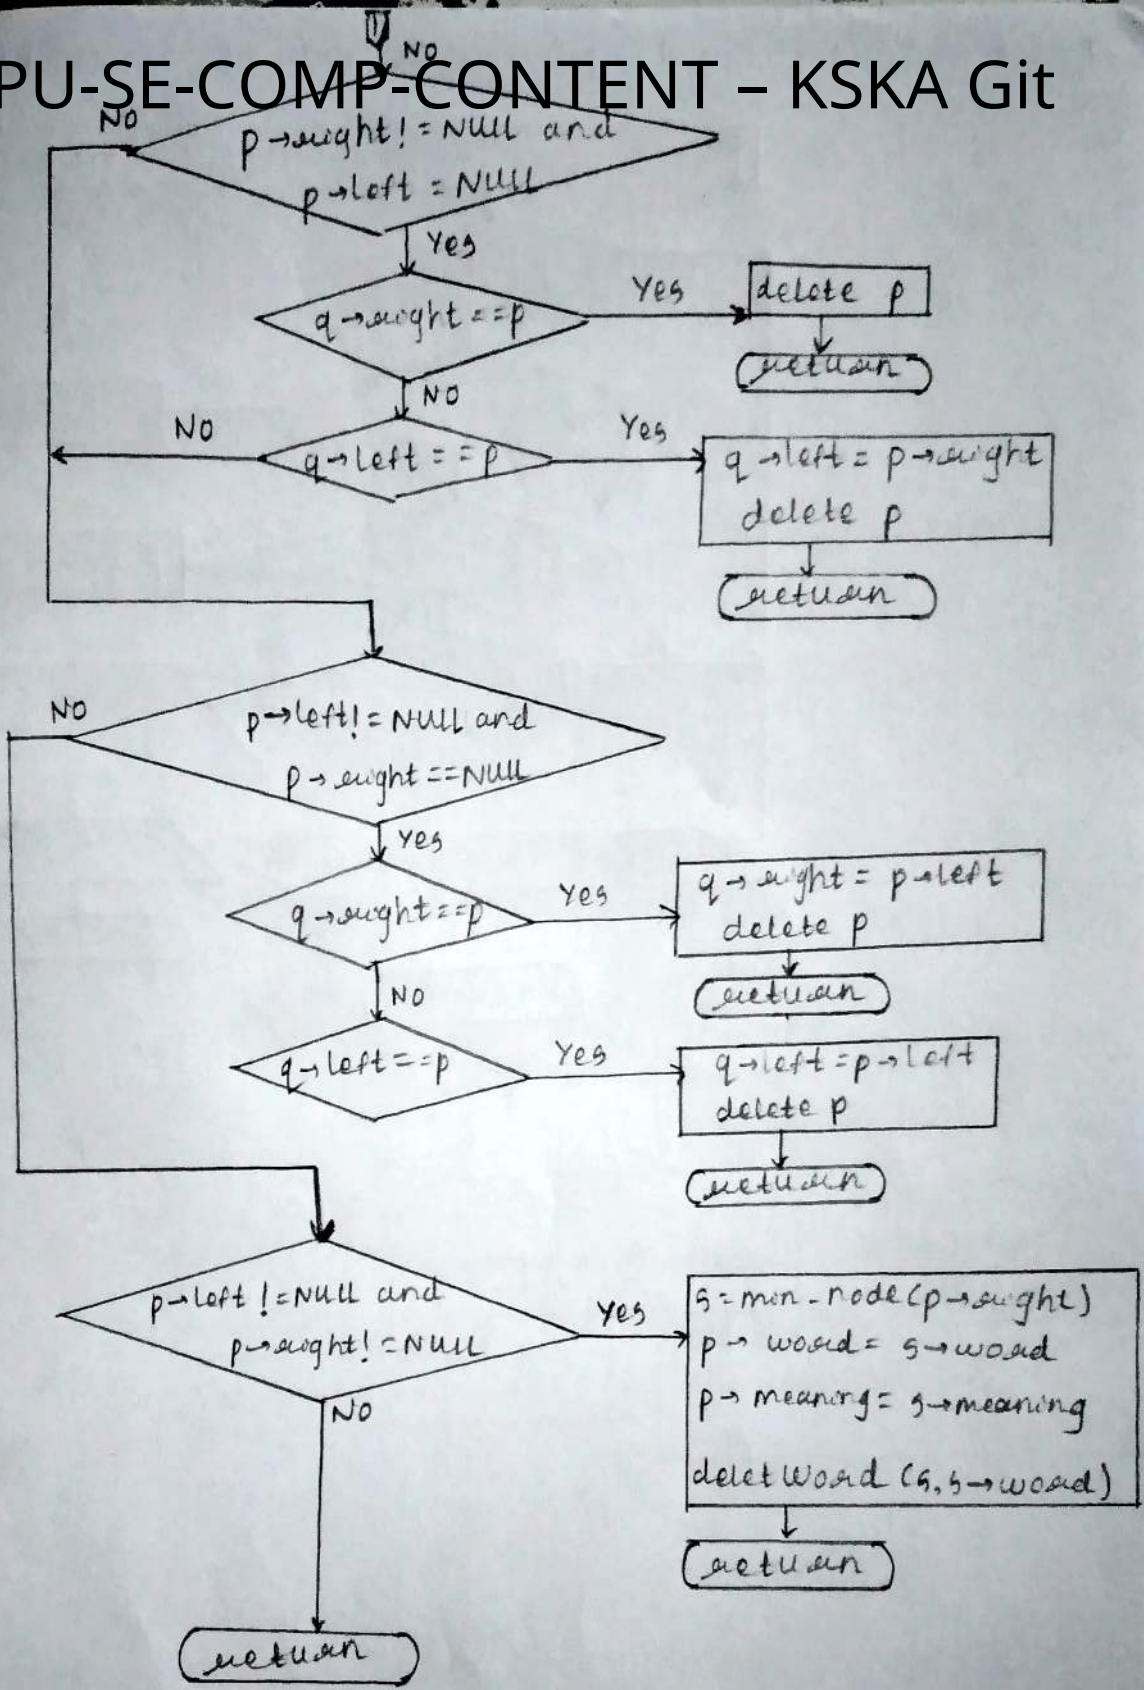 1
NO
PU-SE-COMP-CONTENT – KSKA Git
NO
p→right! = NULL and
p→left = NULL
Yes
q→right == p
Yes
delete p
return
NO
NO
q→left == p
Yes
q→left = p→right
delete p
return
NO
p→left! = NULL and
p→right == NULL
Yes
q→right == p
Yes
q→right = p→left
delete p
return
NO
q→left == p
Yes
q→left = p→left
delete p
return
p→left != NULL and
p→right! = NULL
Yes
s = min-node(p→right)
p→ word = s→word
p→ meaning = s→meaning
deletWord (s, s→word)
return
NO
return